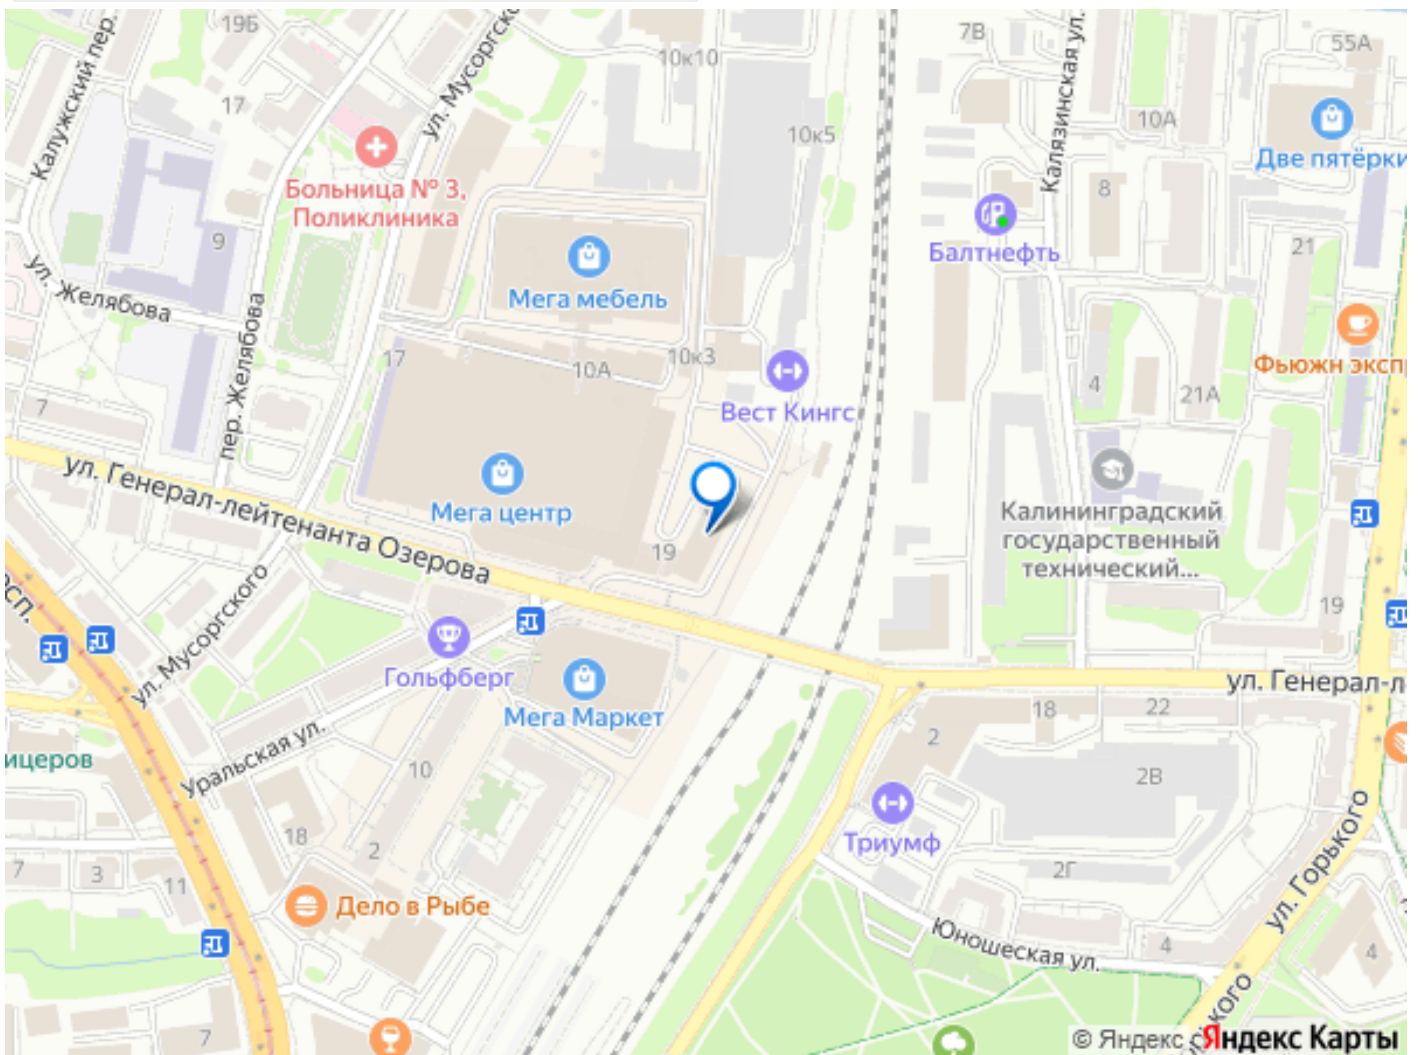 19Б
Калужский пер.
ул. Мусоргского
10к10
7В
Калязинская ул.
55А
17
10к5
10А
Две пятёрки
Больница № 3,
Поликлиника
8
9
Балтнефть
21
ул. Желябова
Мега мебель
пер. Желябова
17
10А
10к3
Фьюжн эксп
7
Вест Кингс
4
21А
ул. Генерал-лейтенанта Озерова
Мега центр
Калининградский
государственный
технический...
19
19
ул. Мусоргского
Гольфберг
Мега Маркет
ул. Генерал-л
18
22
2
Уральская ул.
ицеров
10
2В
Триумф
18
2
2Г
ул. Горького
7
3
11
Дело в Рыбе
Юношеская ул.
4
4
7
© Яндекс с
Яндекс Карты